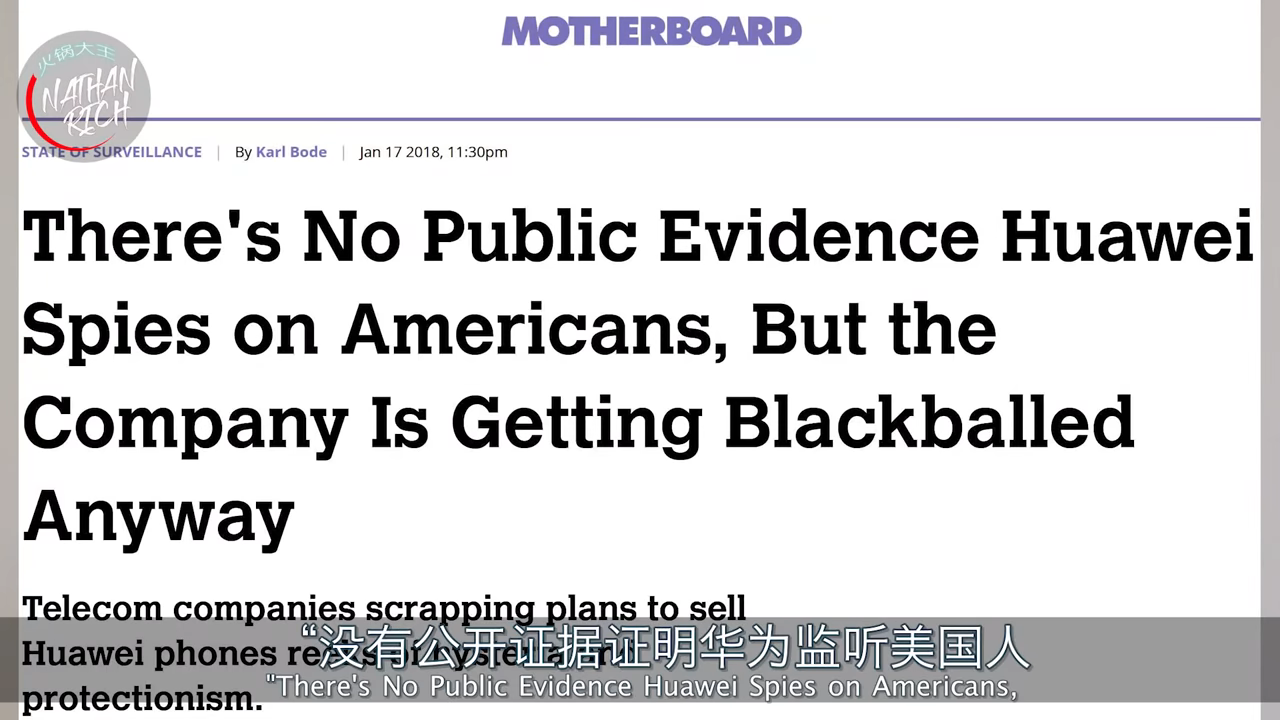 MOTHERBOARD
火锅大王
NATHAN
RICH
STATE OF SURVEILLANCE | By Karl Bode | Jan 17 2018, 11:30pm
There's No Public Evidence Huawei
Spies on Americans, But the
Company Is Getting Blackballed
Anyway
Telecom companies scrapping plans to sell
Huawei phones
protectionism.
“没有公开证据证明华为监听美国人
"There's No Public Evidence Huawei Spies on Americans,